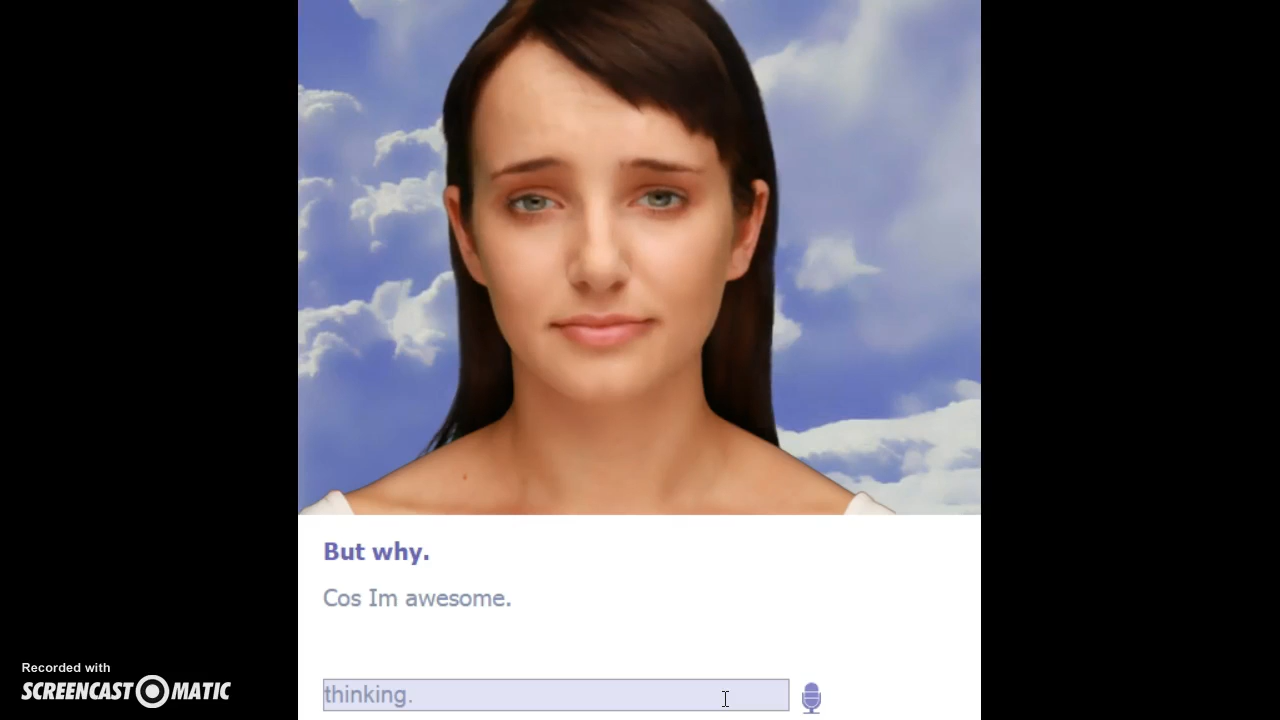 But why.
Cos Im awesome.
thinking.
Recorded with
SCREENCAST MATIC